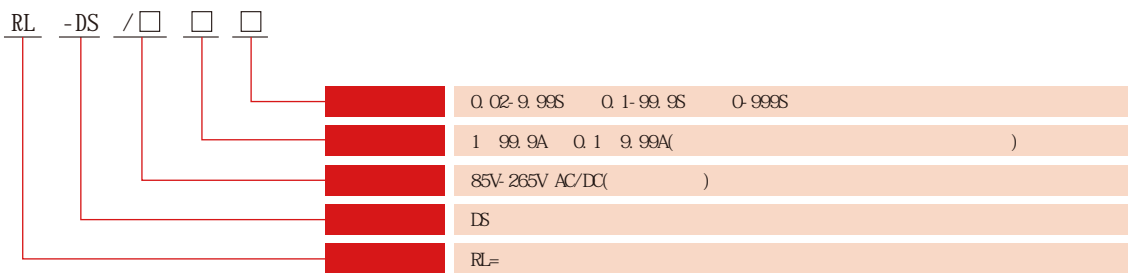 RL -DS /□ □ □
0.02-9.99S 0.1-99.9S 0-999S
1 99.9A 0.1 9.99A( )
85V-265V AC/DC( )
DS
RL=